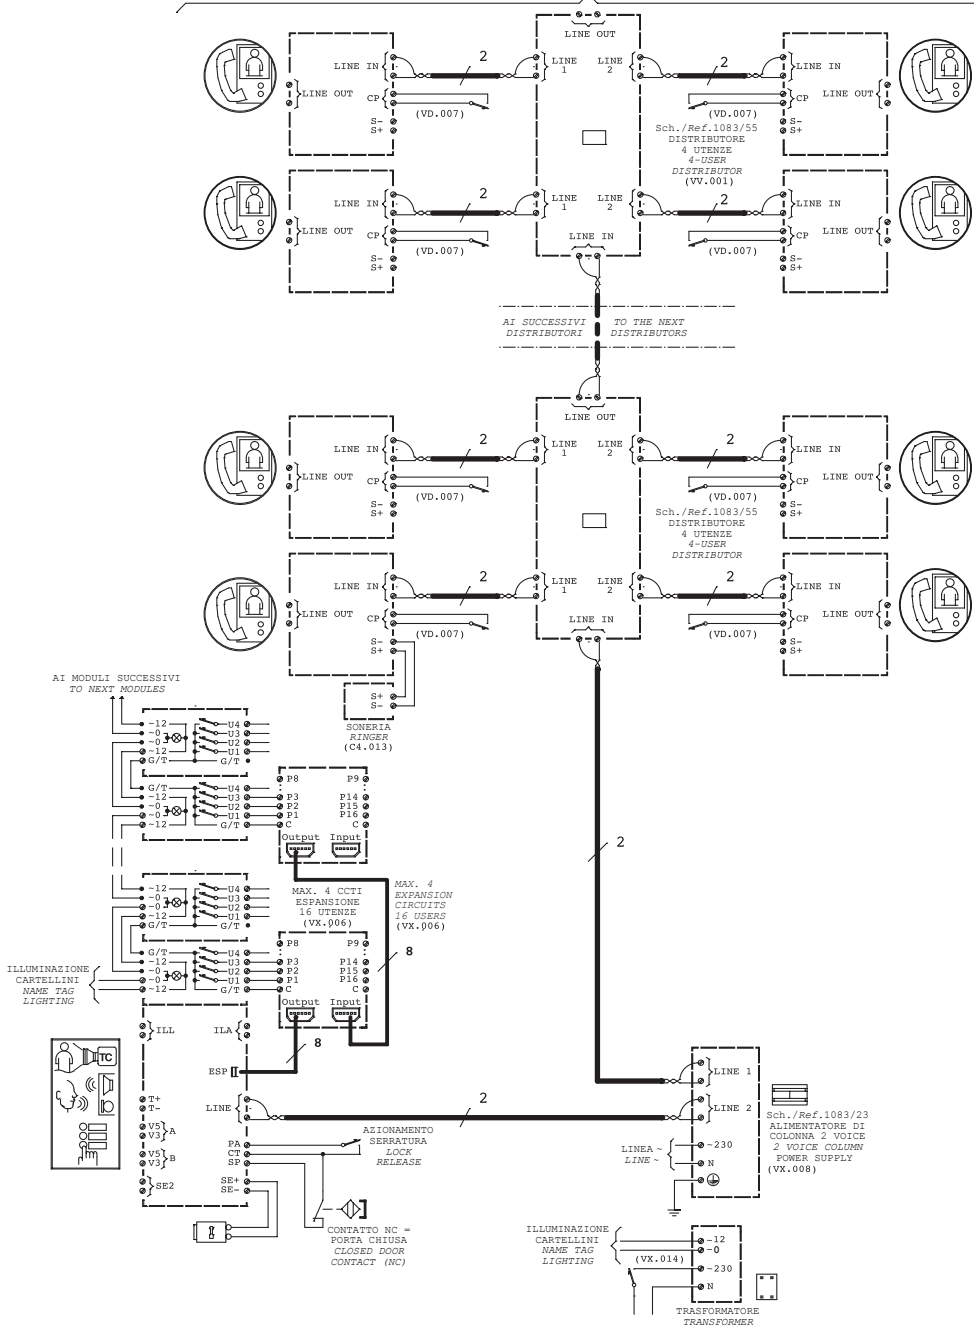 LINE OUT
LINE IN
LINE OUT
CP
S-
S+
2
(VD.007)
LINE
1
LINE
2
2
(VD.007)
LINE IN
LINE OUT
CP
S-
S+
Sch./Ref.1083/55
DISTRIBUTORE
4 UTENZE
4-USER
DISTRIBUTOR
(VV.001)
LINE IN
LINE OUT
CP
S-
S+
2
(VD.007)
LINE
1
LINE
2
LINE IN
2
(VD.007)
LINE IN
LINE OUT
CP
S-
S+
AI SUCCESSIVI
DISTRIBUTORI
TO THE NEXT
DISTRIBUTORS
LINE OUT
LINE IN
LINE OUT
CP
S-
S+
2
(VD.007)
LINE
1
LINE
2
2
(VD.007)
LINE IN
LINE OUT
CP
S-
S+
Sch./Ref.1083/55
DISTRIBUTORE
4 UTENZE
4-USER
DISTRIBUTOR
LINE IN
LINE OUT
CP
S-
S+
2
(VD.007)
LINE
1
LINE
2
LINE IN
2
(VD.007)
LINE IN
LINE OUT
CP
S-
S+
S+
S-
SONERIA
RINGER
(C4.013)
AI MODULI SUCCESSIVI
TO NEXT MODULES
~12
~0
~0
~12
G/T
U4
U3
U2
U1
G/T
G/T
~12
~0
~0
~12
U4
U3
U2
U1
G/T
P8
P3
P2
P1
C
P9
P14
P15
P16
C
Output
Input
MAX. 4 CCTI
ESPANSIONE
16 UTENZE
(VX.006)
MAX. 4
EXPANSION
CIRCUITS
16 USERS
(VX.006)
2
~12
~0
~0
~12
G/T
U4
U3
U2
U1
G/T
G/T
~12
~0
~0
~12
U4
U3
U2
U1
G/T
P8
P3
P2
P1
C
P9
P14
P15
P16
C
Output
Input
8
8
ILLUMINAZIONE
CARTELLINI
NAME TAG
LIGHTING
ILL
ILA
ESP
TC
T+
T-
V5
V3
A
V5
V3
B
SE2
LINE
PA
CT
SP
SE+
SE-
2
AZIONAMENTO
SERRATURA
LOCK
RELEASE
CONTATTO NC =
PORTA CHIUSA
CLOSED DOOR
CONTACT (NC)
LINE 1
LINE 2
~230
N
LINEA ~
LINE ~
Sch./Ref.1083/23
ALIMENTATORE DI
COLONNA 2 VOICE
2 VOICE COLUMN
POWER SUPPLY
(VX.008)
ILLUMINAZIONE
CARTELLINI
NAME TAG
LIGHTING
(VX.014)
~12
~0
~230
N
TRASFORMATORE
TRANSFORMER